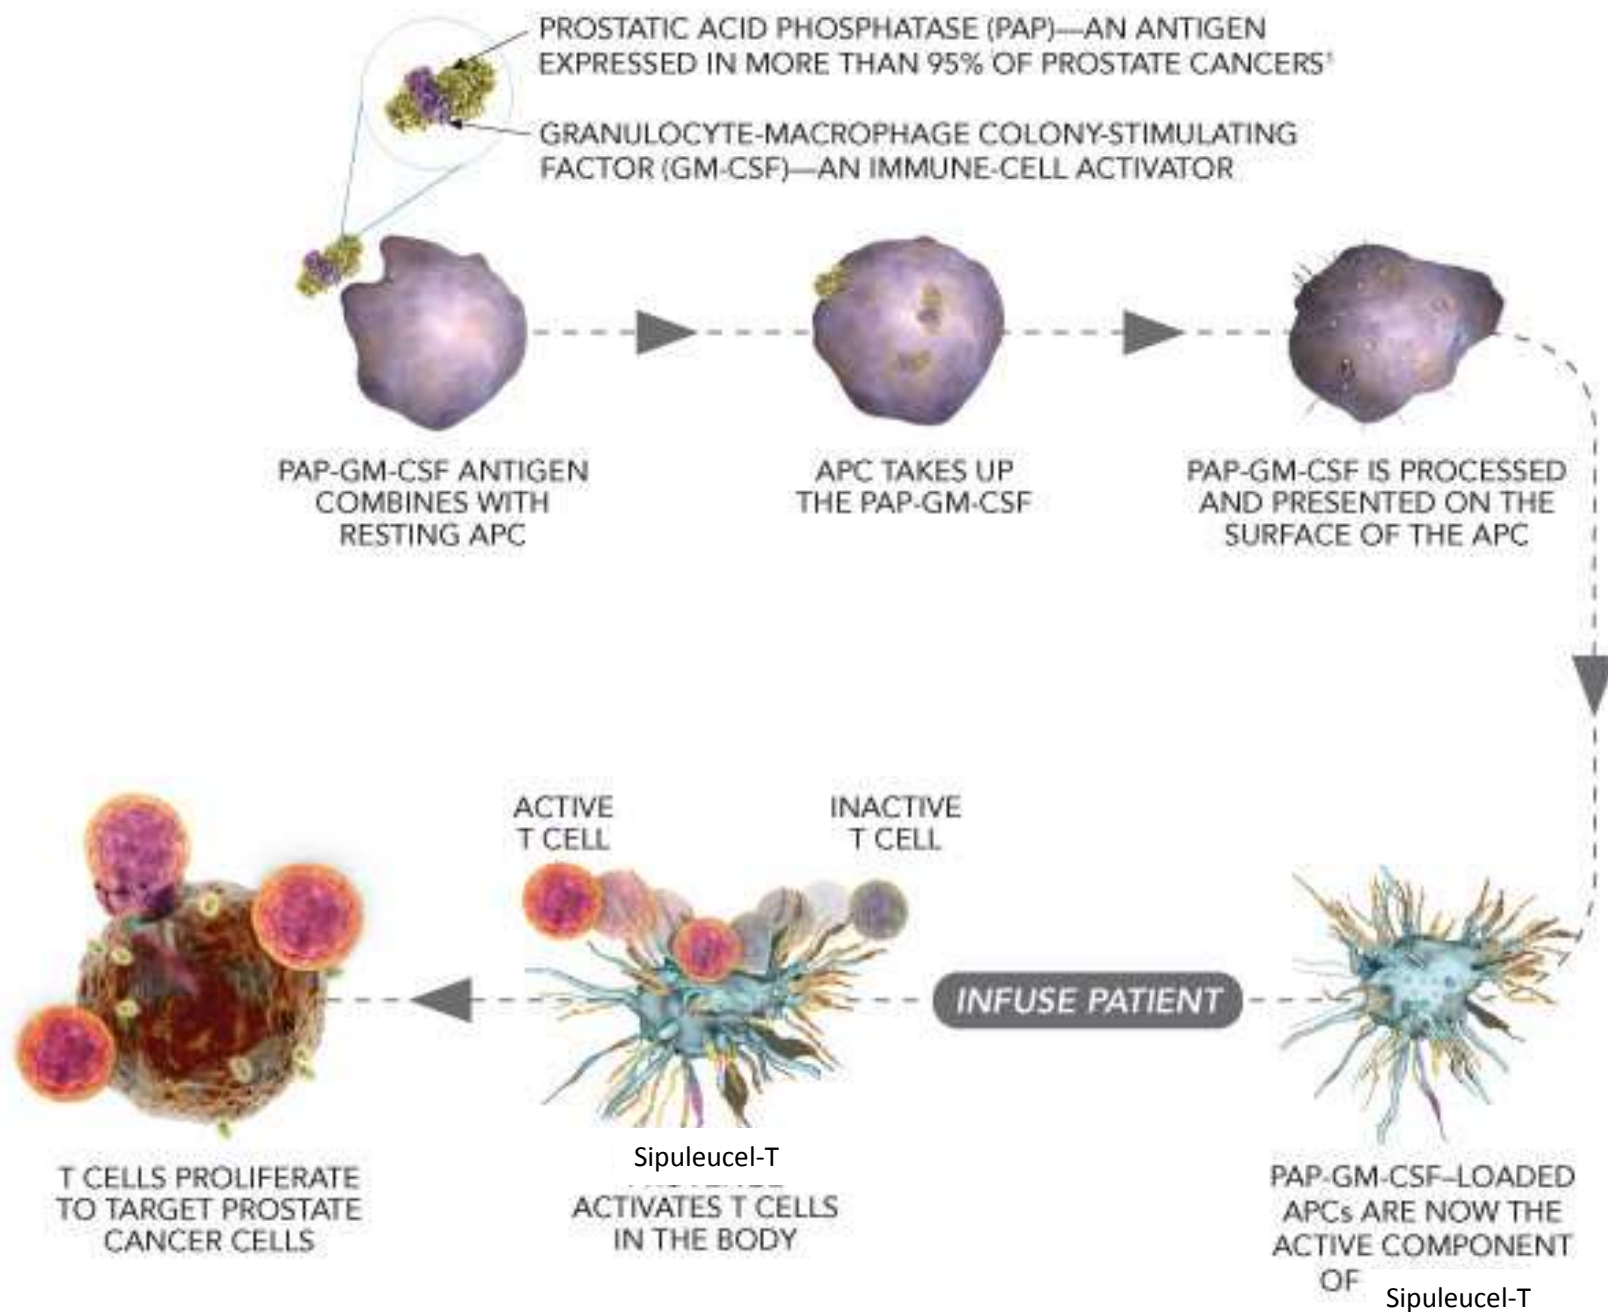 PROSTATIC ACID PHOSPHATASE (PAP)—AN ANTIGEN
EXPRESSED IN MORE THAN 95% OF PROSTATE CANCERS
GRANULOCYTE-MACROPHAGE COLONY-STIMULATING
FACTOR (GM-CSF)—AN IMMUNE-CELL ACTIVATOR
PAP-GM-CSF ANTIGEN
COMBINES WITH
RESTING APC
APC TAKES UP
THE PAP-GM-CSF
PAP-GM-CSF IS PROCESSED
AND PRESENTED ON THE
SURFACE OF THE APC
PAP-GM-CSF–LOADED
APCs ARE NOW THE
ACTIVE COMPONENT
OF
Sipuleucel-T
INFUSE PATIENT
INACTIVE
T CELL
ACTIVE
T CELL
Sipuleucel-T
ACTIVATES T CELLS
IN THE BODY
T CELLS PROLIFERATE
TO TARGET PROSTATE
CANCER CELLS